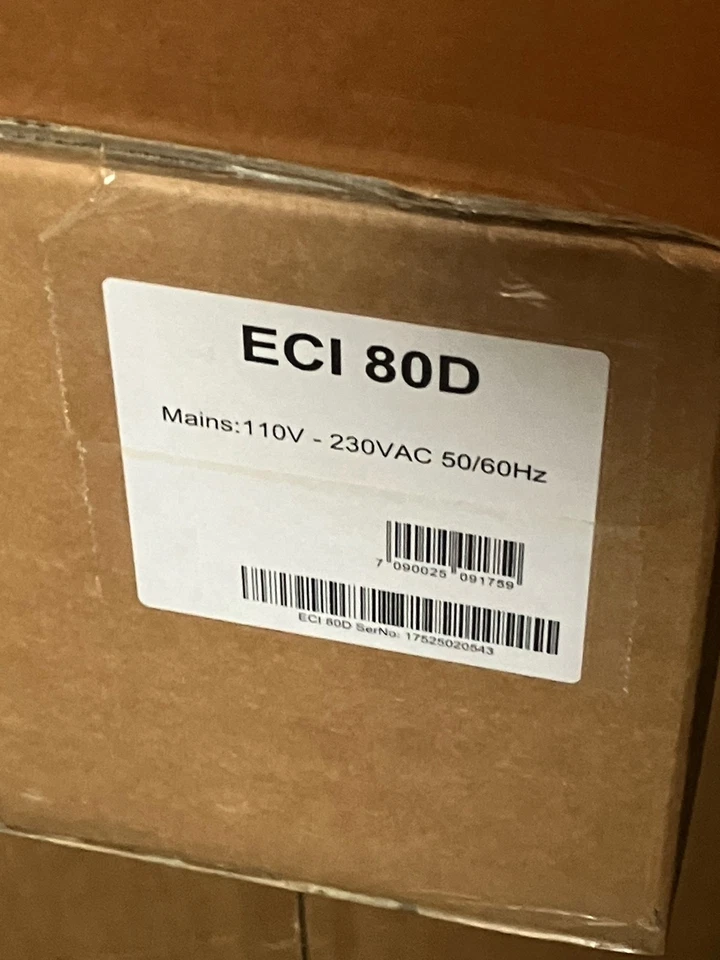 ECI 80D
Mains:110V - 230VAC 50/60Hz
7 090025 091759
ECI 80D SerNo: 17525020543